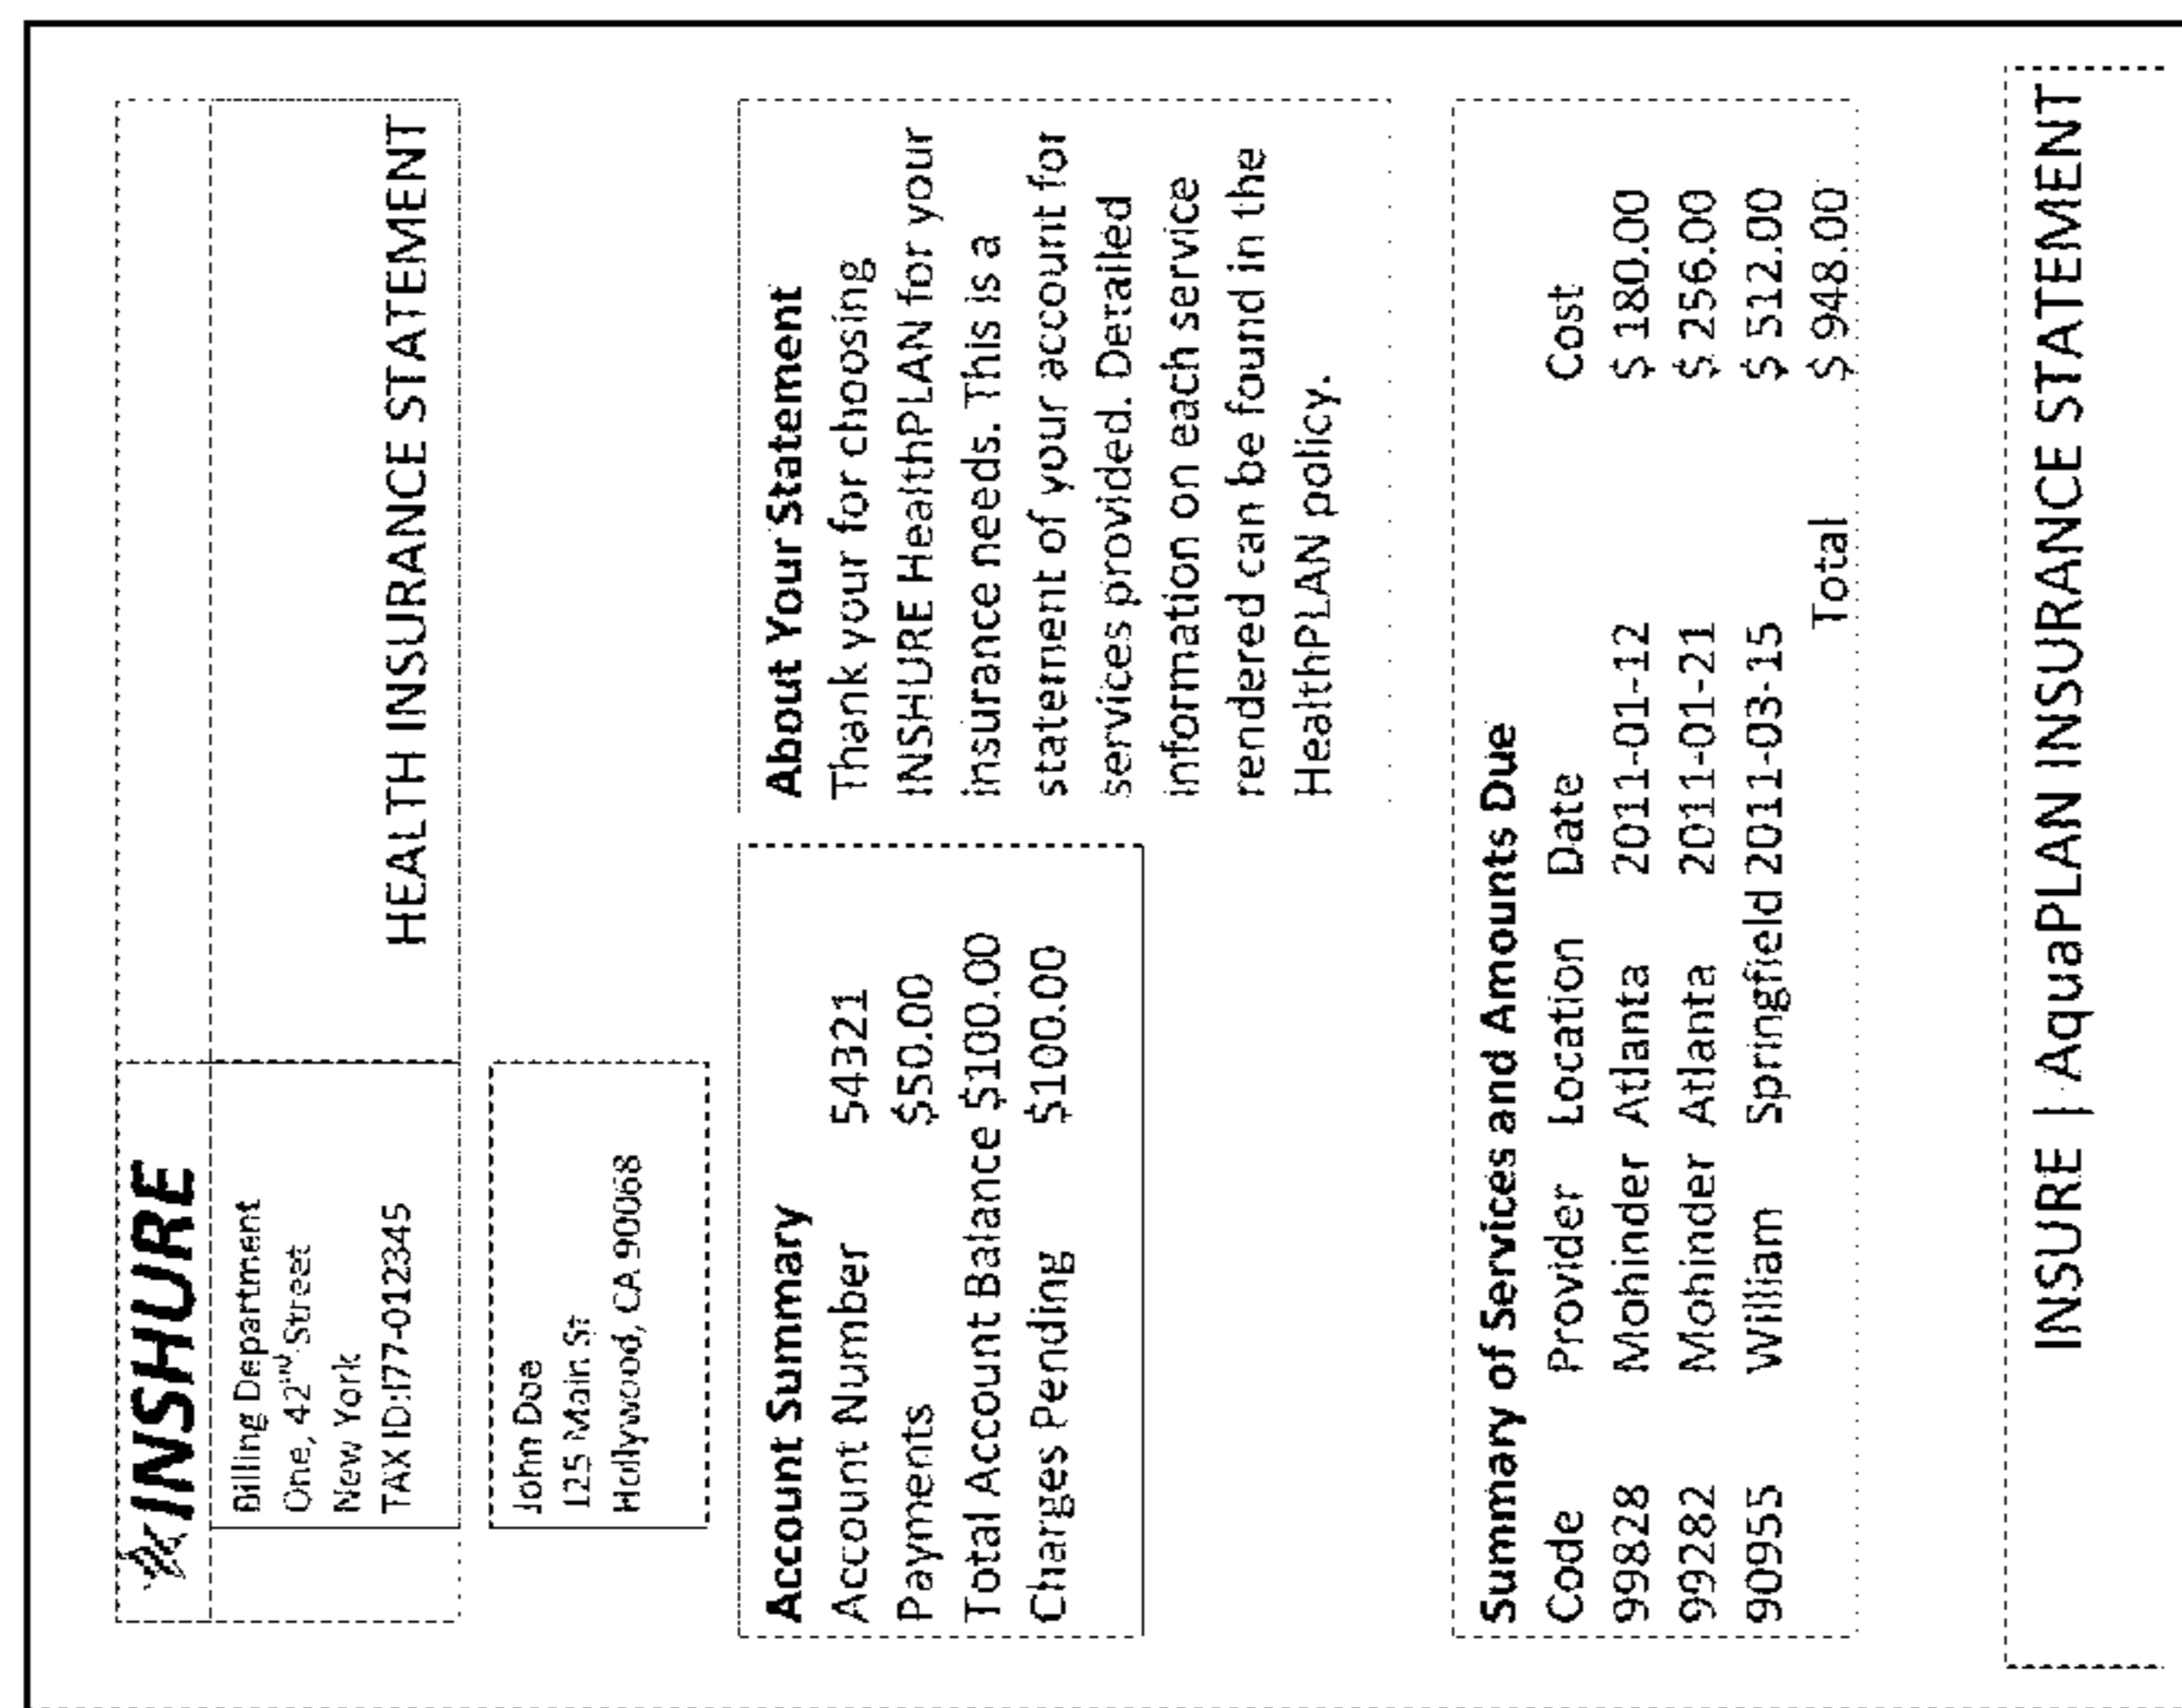 INSHURE
Billing Department
One, 42nd Street
New York
TAX ID:177-012345
HEALTH INSURANCE STATEMENT
John Doe
125 Main St
Hollywood, CA 90068
Account Summary
Account Number 54321
Payments $50.00
Total Account Balance $100.00
Charges Pending $100.00
About Your Statement
Thank your for choosing
INSHURE HealthPLAN for your
insurance needs. This is a
statement of your account for
services provided. Detailed
information on each service
rendered can be found in the
HealthPLAN policy.
Summary of Services and Amounts Due
Code Provider Location Date Cost
99828 Mohinder Atlanta 2011-01-12 $ 180.00
99282 Mohinder Atlanta 2011-01-21 $ 256.00
90955 William Springfield 2011-03-15 $ 512.00
Total $ 948.00
INSURE | AquaPLAN INSURANCE STATEMENT